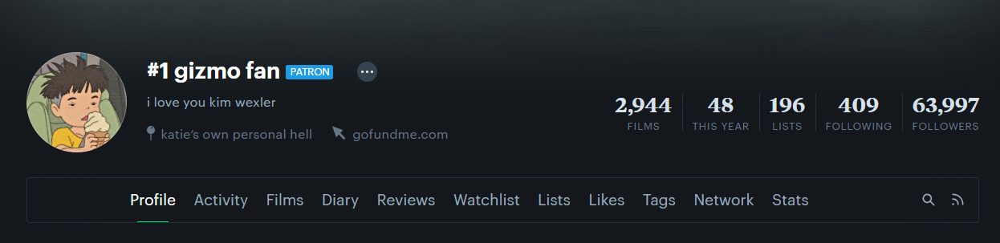 #1 gizmo fan PATRON
i love you kim wexler
katie's own personal hell gofundme.com
2,944 48 196 409 63,997
FILMS THIS YEAR LISTS FOLLOWING FOLLOWERS
Profile Activity Films Diary Reviews Watchlist Lists Likes Tags Network Stats